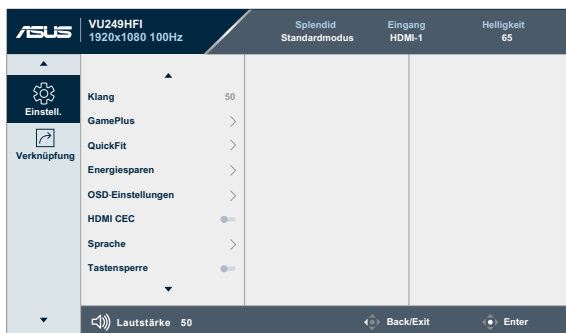 ASUS
VU249HFI
1920x1080 100Hz
Splendid
Standardmodus
Eingang
HDMI-1
Helligkeit
65
Einstell.
Verknüpfung
Klang 50
GamePlus
QuickFit
Energiesparen
OSD-Einstellungen
HDMI CEC
Sprache
Tastensperre
Lautstärke 50
Back/Exit
Enter